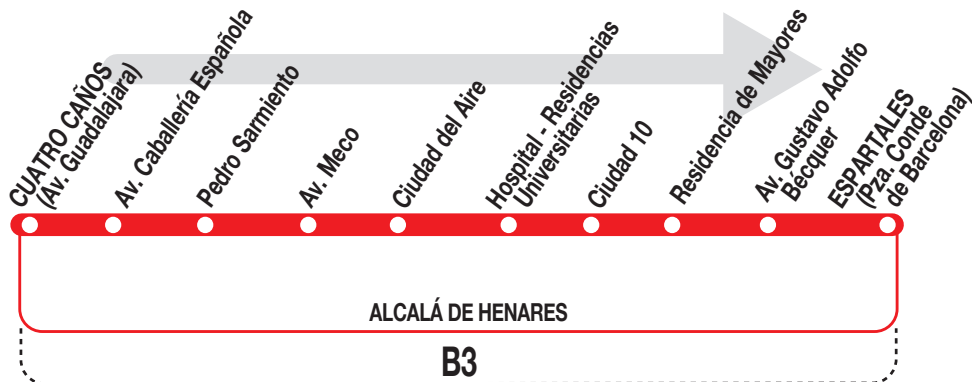 CUATRO CAÑOS
(Av. Guadalajara)
Av. Caballería Española
Pedro Sarmiento
Av. Meco
Ciudad del Aire
Hospital - Residencias
Universitarias
Ciudad 10
Residencia de Mayores
Av. Gustavo Adolfo
Bécquer
ESPARTALES
(Pza. Conde
de Barcelona)
ALCALÁ DE HENARES
B3